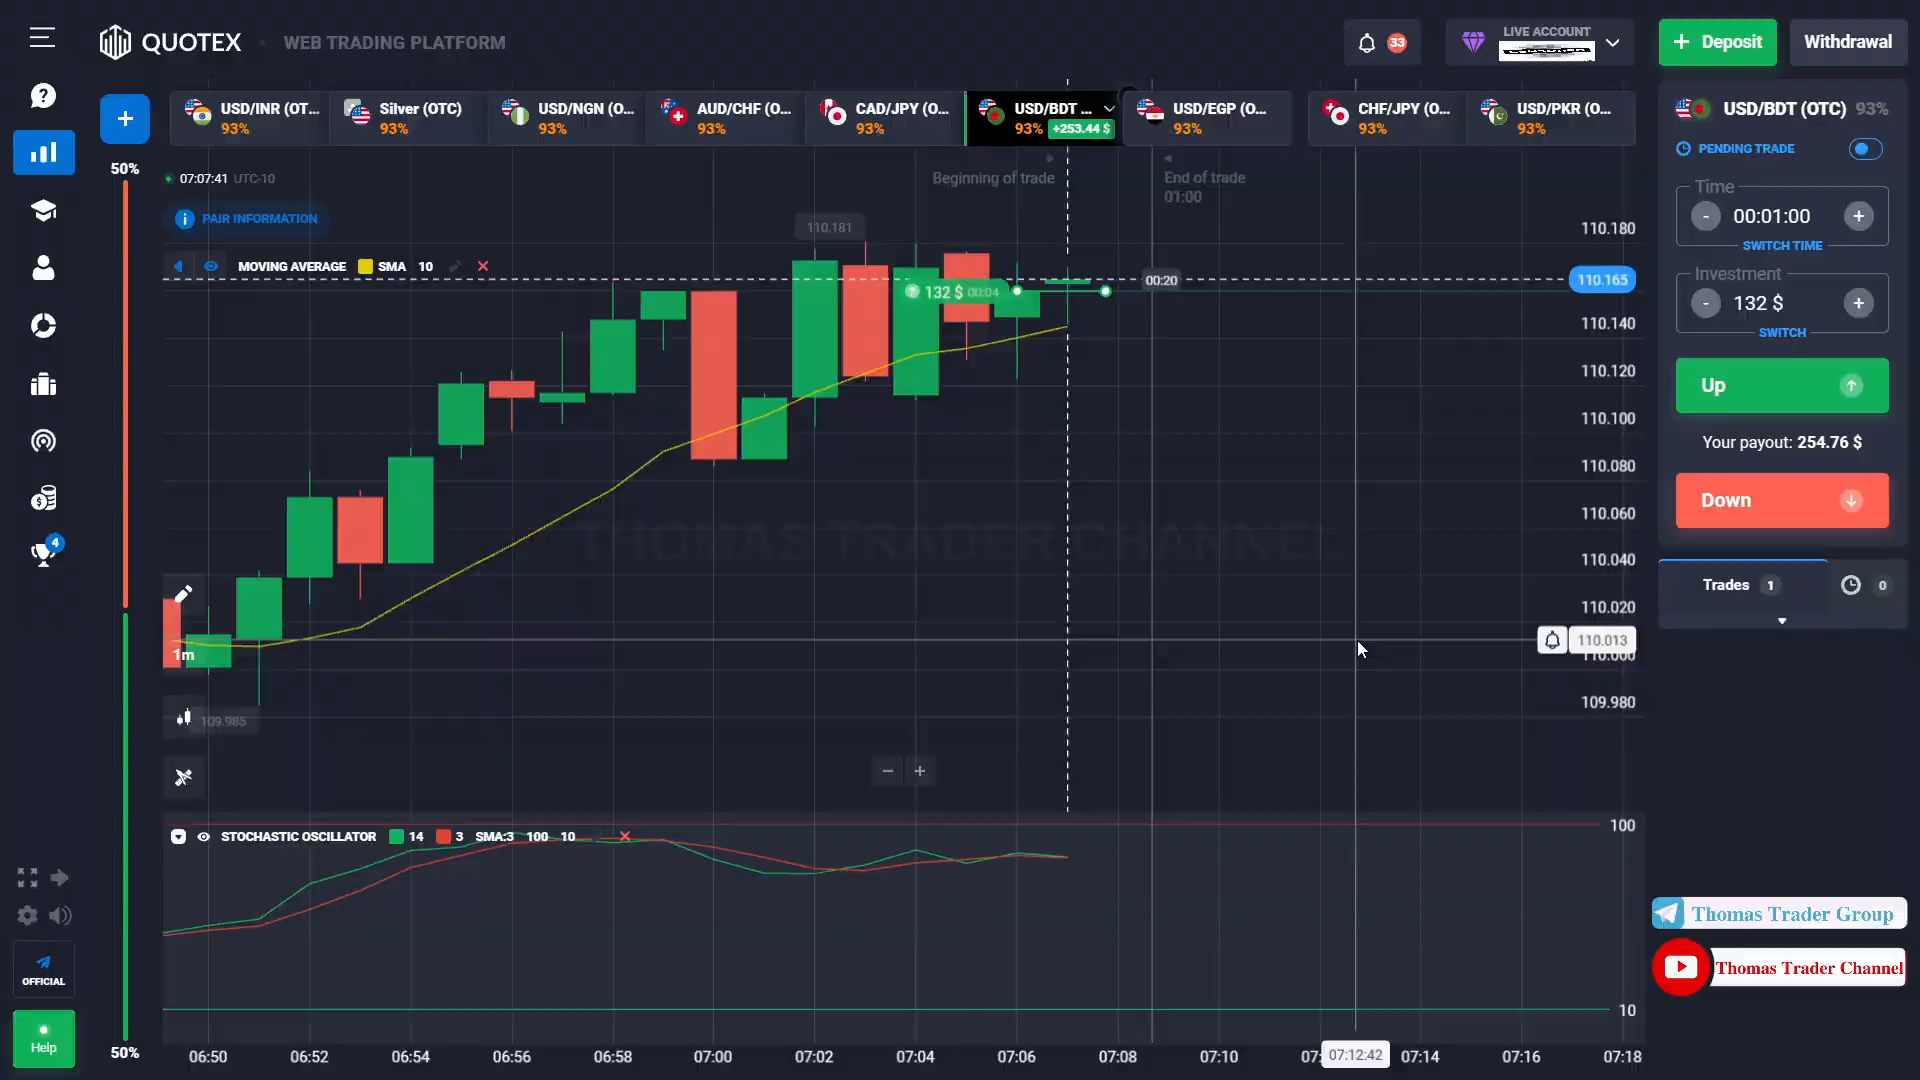 QUOTEX
WEB TRADING PLATFORM
33
LIVE ACCOUNT
+ Deposit
Withdrawal
USD/INR (OT...
93%
Silver (OTC)
93%
USD/NGN (O...
93%
AUD/CHF (O...
93%
CAD/JPY (O...
93%
USD/BDT ...
93% +253.44 $
USD/EGP (O...
93%
CHF/JPY (O...
93%
USD/PKR (O...
93%
USD/BDT (OTC) 93%
PENDING TRADE
Time
- 00:01:00 +
SWITCH TIME
Investment
- 132 $ +
SWITCH
Up
Your payout: 254.76 $
Down
Trades 1
0
50%
07:07:41 UTC-10
PAIR INFORMATION
MOVING AVERAGE SMA 10
Beginning of trade
End of trade
01:00
110.181
132 $ 00:04
00:20
110.180
110.165
110.140
110.120
110.100
110.080
110.060
110.040
110.020
110.013
110.000
109.980
THOMAS TRADER CHANNEL
1m
109.985
4
STOCHASTIC OSCILLATOR 14 3 SMA:3 100 10
100
10
Thomas Trader Group
Thomas Trader Channel
OFFICIAL
Help
50%
06:50 06:52 06:54 06:56 06:58 07:00 07:02 07:04 07:06 07:08 07:10 07:12:42 07:14 07:16 07:18